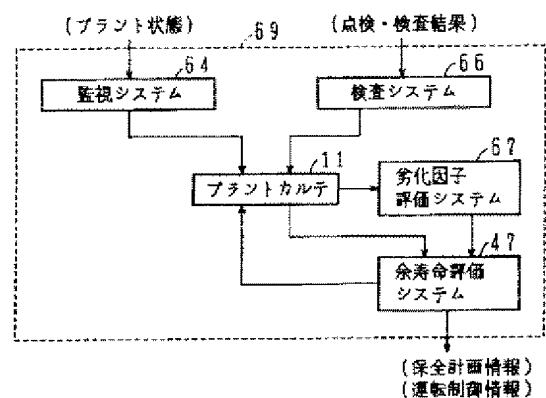 (プラント状態)
69
(点検・検査結果)
64
監視システム
66
検査システム
11
プラントカルテ
67
劣化因子
評価システム
47
余寿命評価
システム
(保全計画情報)
(運転制御情報)